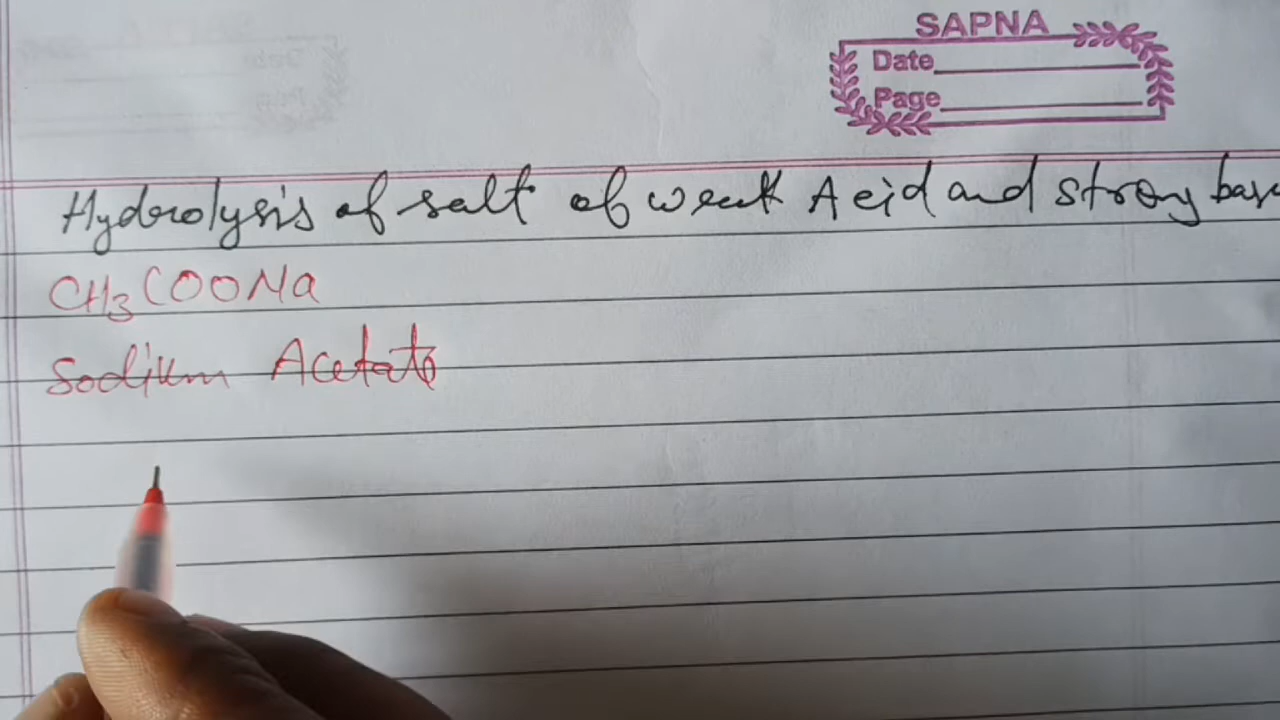 SAPNA
Date
Page
Hydrolysis of salt of weak Acid and strong base
CH3COONa
Sodium Acetate